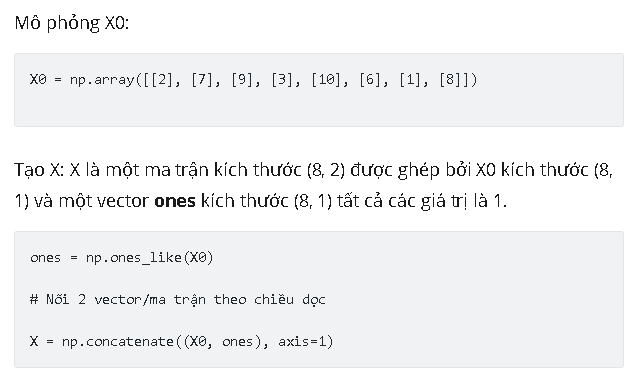 Mô phỏng X0:
X0 = np.array([[2], [7], [9], [3], [10], [6], [1], [8]])
Tạo X: X là một ma trận kích thước (8, 2) được ghép bởi X0 kích thước (8,
1) và một vector ones kích thước (8, 1) tất cả các giá trị là 1.
ones = np.ones_like(X0)
# Nối 2 vector/ma trận theo chiều dọc
X = np.concatenate((X0, ones), axis=1)